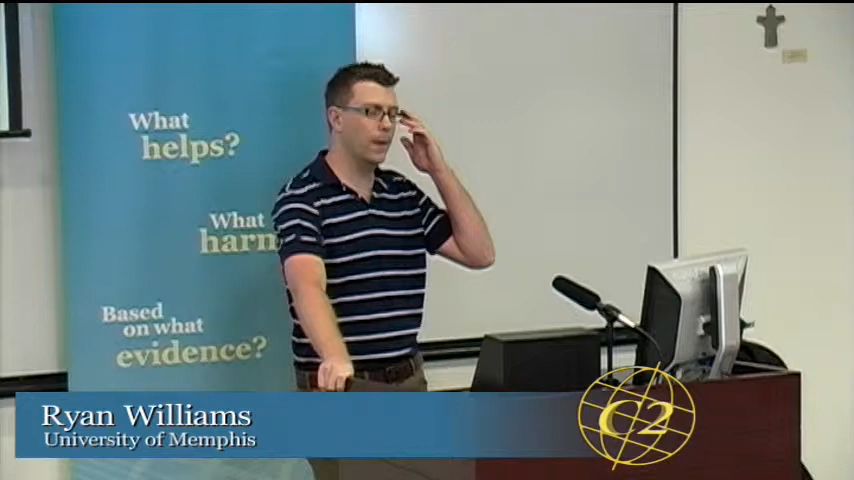 What
helps?
What
harm
Based
on what
evidence?
Ryan Williams
University of Memphis
C2